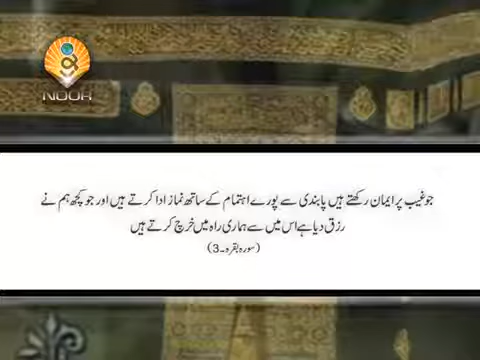 NOOR
جو غیب پر ایمان رکھتے ہیں پابندی سے پورے اہتمام کے ساتھ نماز ادا کرتے ہیں اور جو کچھ ہم نے
رزق دیا ہے اس میں سے ہماری راہ میں خرچ کرتے ہیں
(سورہ بقرہ۔3)